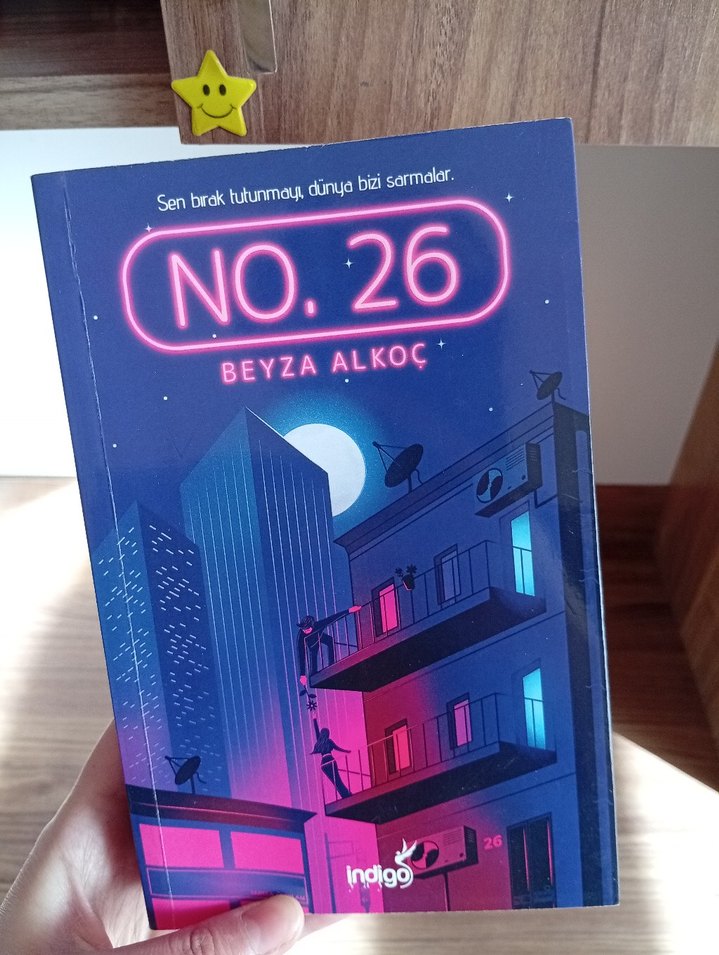 Sen bırak tutunmayı, dünya bizi sarmalar.
NO. 26
BEYZA ALKOÇ
26
indigo